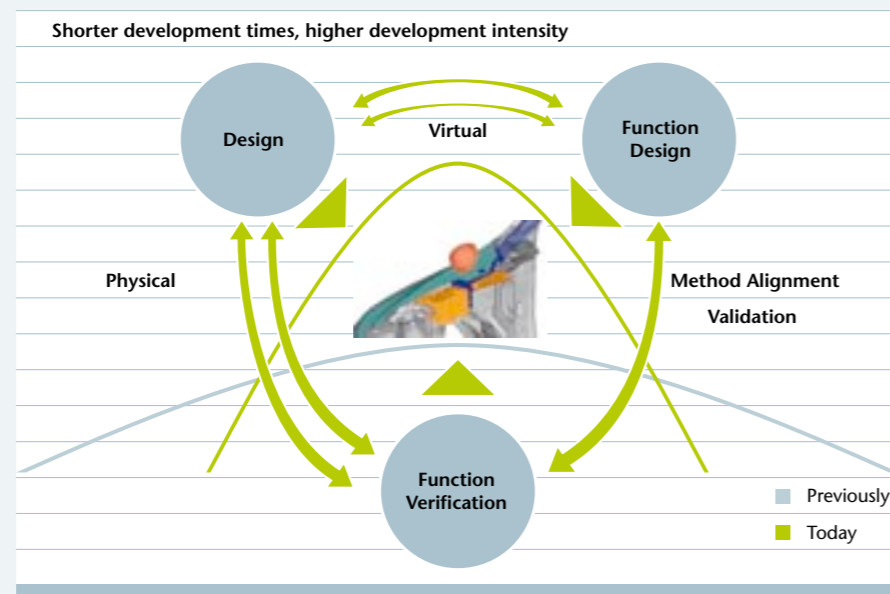 Shorter development times, higher development intensity
Design
Virtual
Function
Design
Physical
Method Alignment
Validation
Function
Verification
Previously
Today